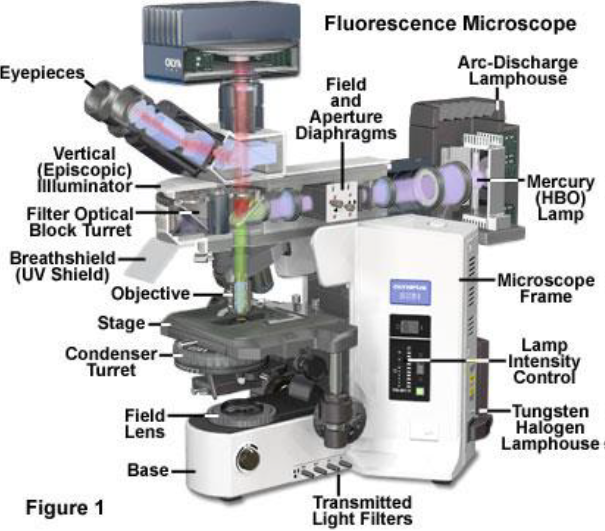 Fluorescence Microscope
Eyepieces
Arc-Discharge
Lamphouse
Field
and
Aperture
Diaphragms
Vertical
(Episcopic)
Illuminator
Mercury
(HBO)
Lamp
Filter Optical
Block Turret
Breathshield
(UV Shield)
Microscope
Frame
Objective
Stage
Condenser
Turret
Lamp
Intensity
Control
Field
Lens
Tungsten
Halogen
Lamphouse
Base
Transmitted
Light Filters
Figure 1
OLYMPUS